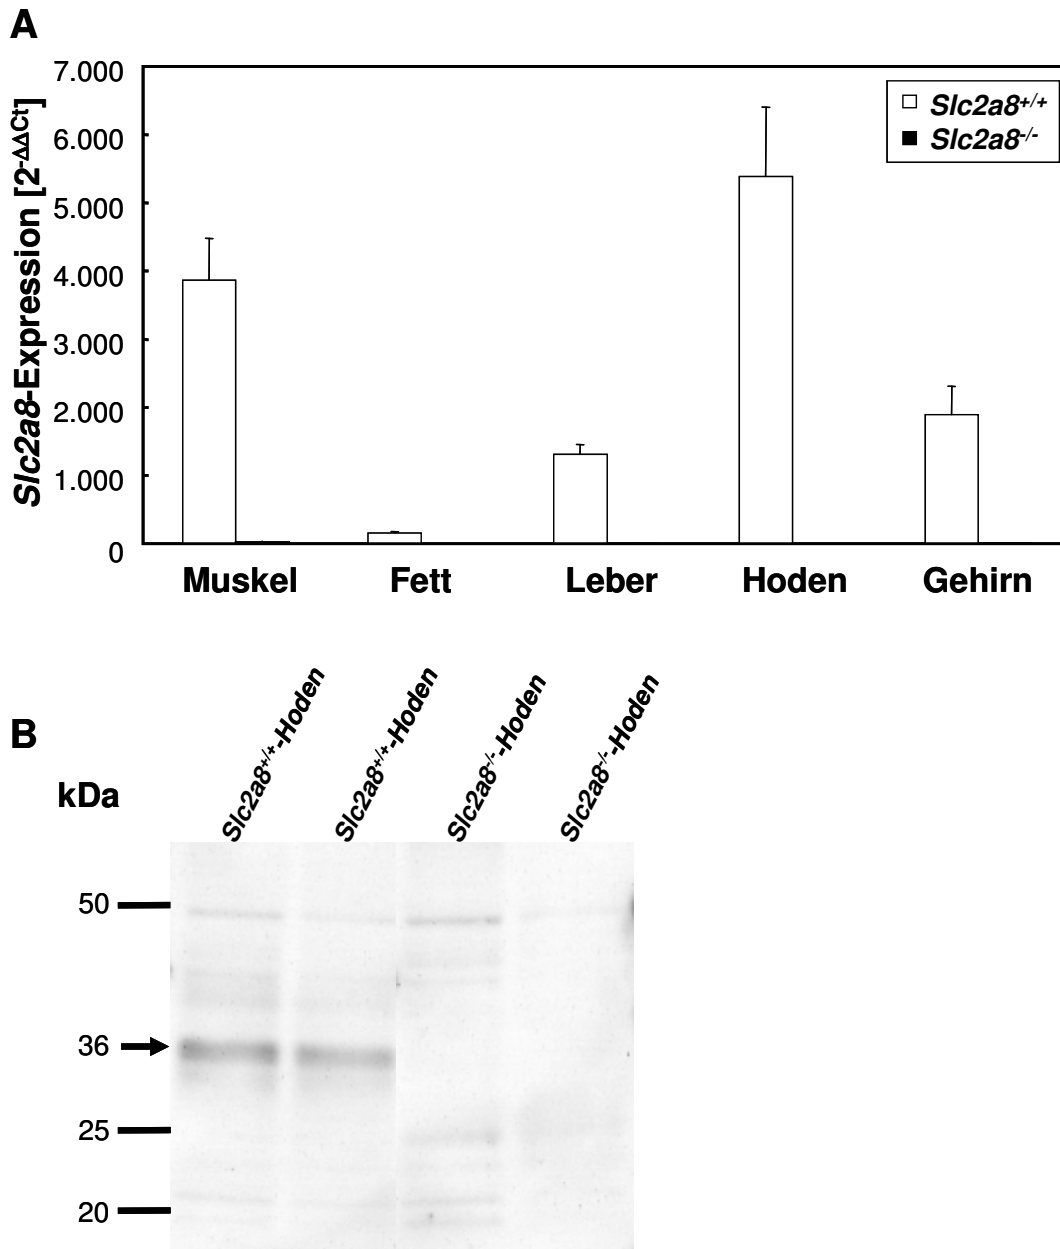 A
Slc2a8-Expression [2-ΔΔCt]
7.000
6.000
5.000
4.000
3.000
2.000
1.000
0
Slc2a8+/+
Slc2a8-/-
Muskel Fett Leber Hoden Gehirn
B
kDa
Slc2a8+/+-Hoden
Slc2a8+/+-Hoden
Slc2a8-/--Hoden
Slc2a8-/--Hoden
50
36
25
20